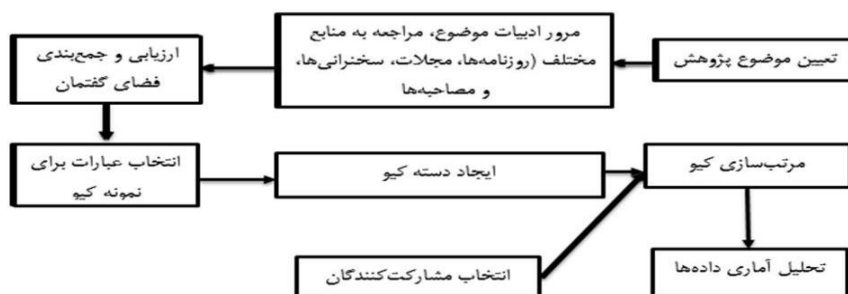 تعیین موضوع پژوهش
مرور ادبیات موضوع، مراجعه به منابع
مختلف (روزنامه‌ها، مجلات، سخنرانی‌ها،
و مصاحبه‌ها
ارزیابی و جمع‌بندی
فضای گفتمان
انتخاب عبارات برای
نمونه کیو
ایجاد دسته کیو
مرتب‌سازی کیو
انتخاب مشارکت‌کنندگان
تحلیل آماری داده‌ها